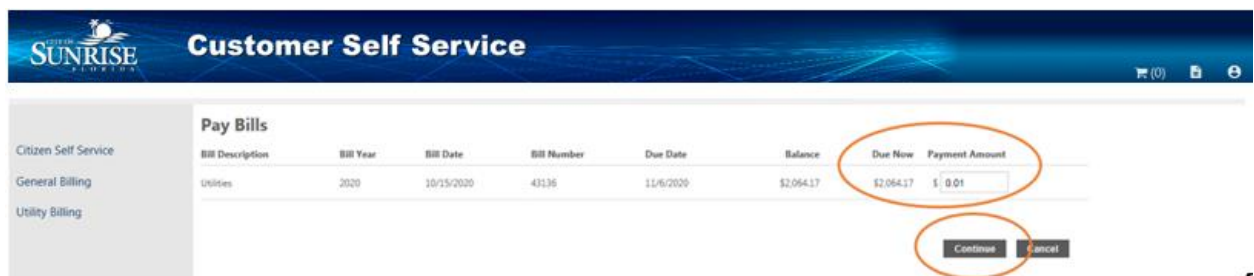 CITY OF
SUNRISE
FLORIDA
Customer Self Service
(0)
Pay Bills
Citizen Self Service
General Billing
Utility Billing
Bill Description Bill Year Bill Date Bill Number Due Date Balance Due Now Payment Amount
Utilities 2020 10/15/2020 43136 11/6/2020 $2,064.17 $2,064.17 $ 0.01
Continue Cancel